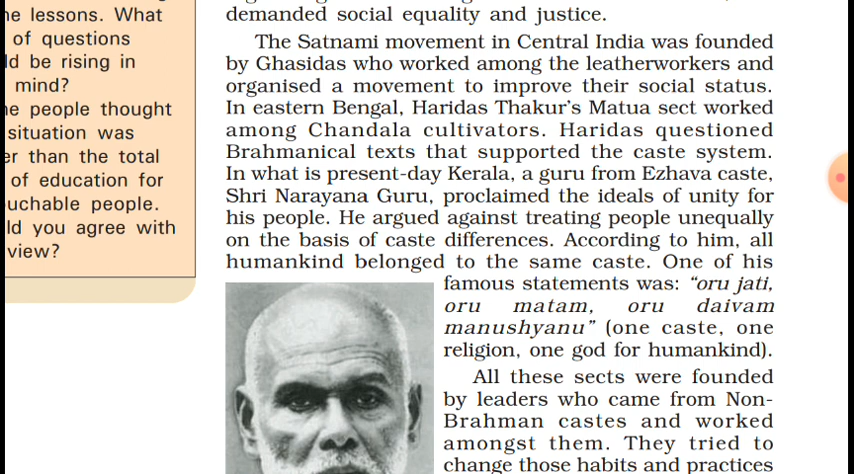 ne lessons. What
of questions
ld be rising in
mind?
ne people thought
situation was
er than the total
of education for
uchable people.
ld you agree with
view?
demanded social equality and justice.
The Satnami movement in Central India was founded
by Ghasidas who worked among the leatherworkers and
organised a movement to improve their social status.
In eastern Bengal, Haridas Thakur's Matua sect worked
among Chandala cultivators. Haridas questioned
Brahmanical texts that supported the caste system.
In what is present-day Kerala, a guru from Ezhava caste,
Shri Narayana Guru, proclaimed the ideals of unity for
his people. He argued against treating people unequally
on the basis of caste differences. According to him, all
humankind belonged to the same caste. One of his
famous statements was: “oru jati,
oru matam, oru daivam
manushyanu” (one caste, one
religion, one god for humankind).
All these sects were founded
by leaders who came from Non-
Brahman castes and worked
amongst them. They tried to
change those habits and practices